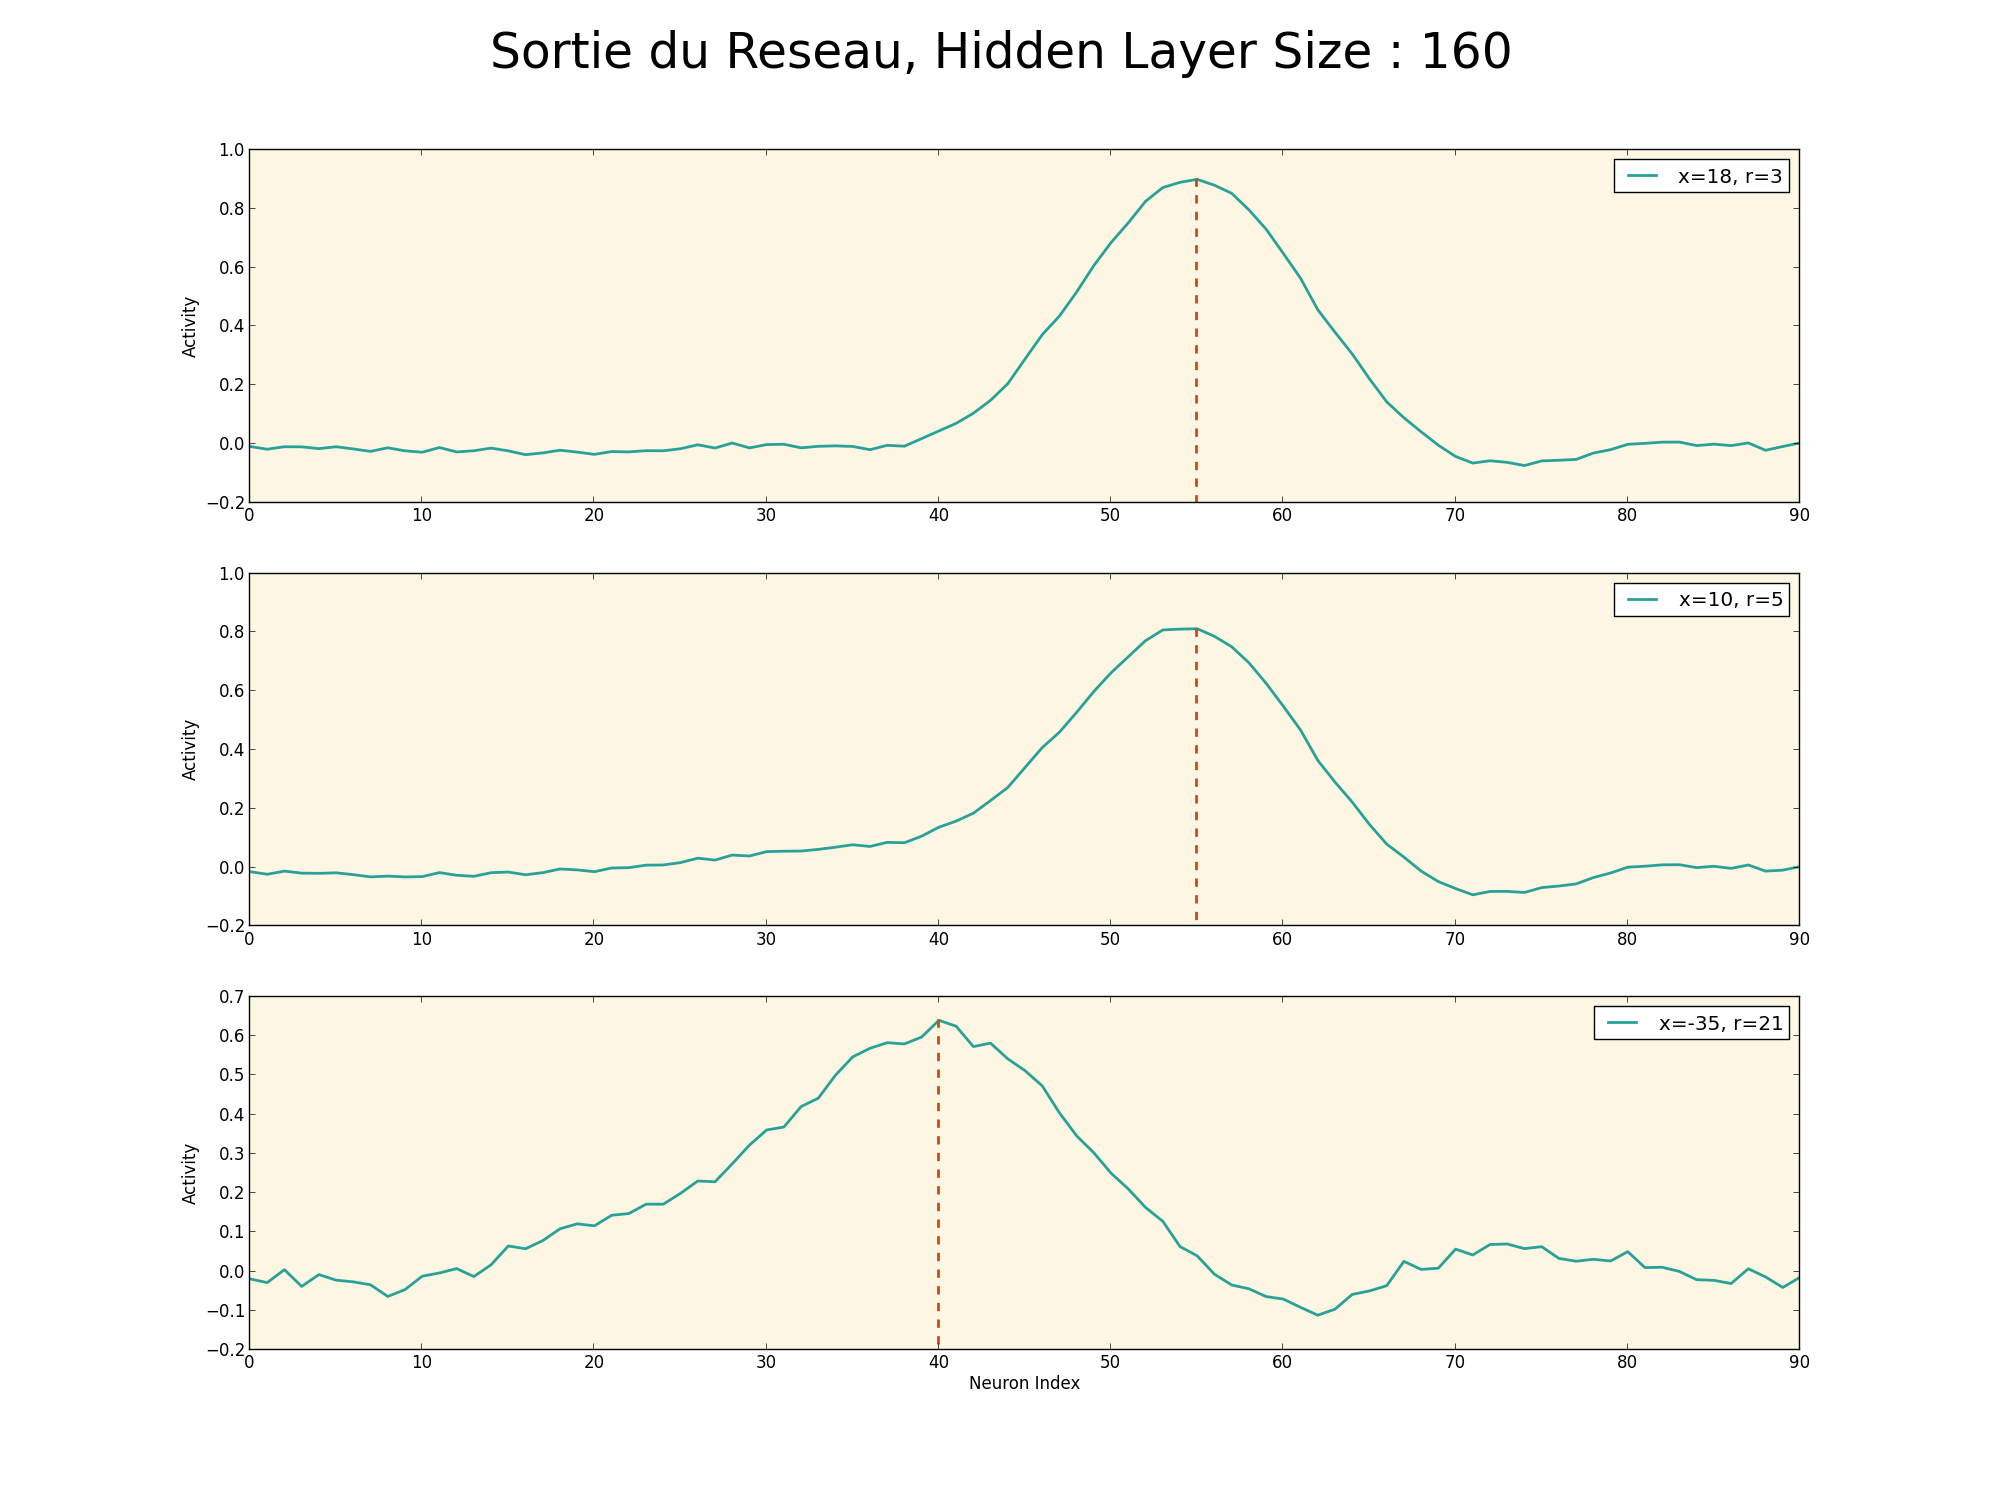 Sortie du Reseau, Hidden Layer Size : 160
1.0
0.8
0.6
0.4
0.2
0.0
−0.2
Activity
x=18, r=3
0 10 20 30 40 50 60 70 80 90
1.0
0.8
0.6
0.4
0.2
0.0
−0.2
Activity
x=10, r=5
0 10 20 30 40 50 60 70 80 90
0.7
0.6
0.5
0.4
0.3
0.2
0.1
0.0
−0.1
−0.2
Activity
x=-35, r=21
0 10 20 30 40 50 60 70 80 90
Neuron Index